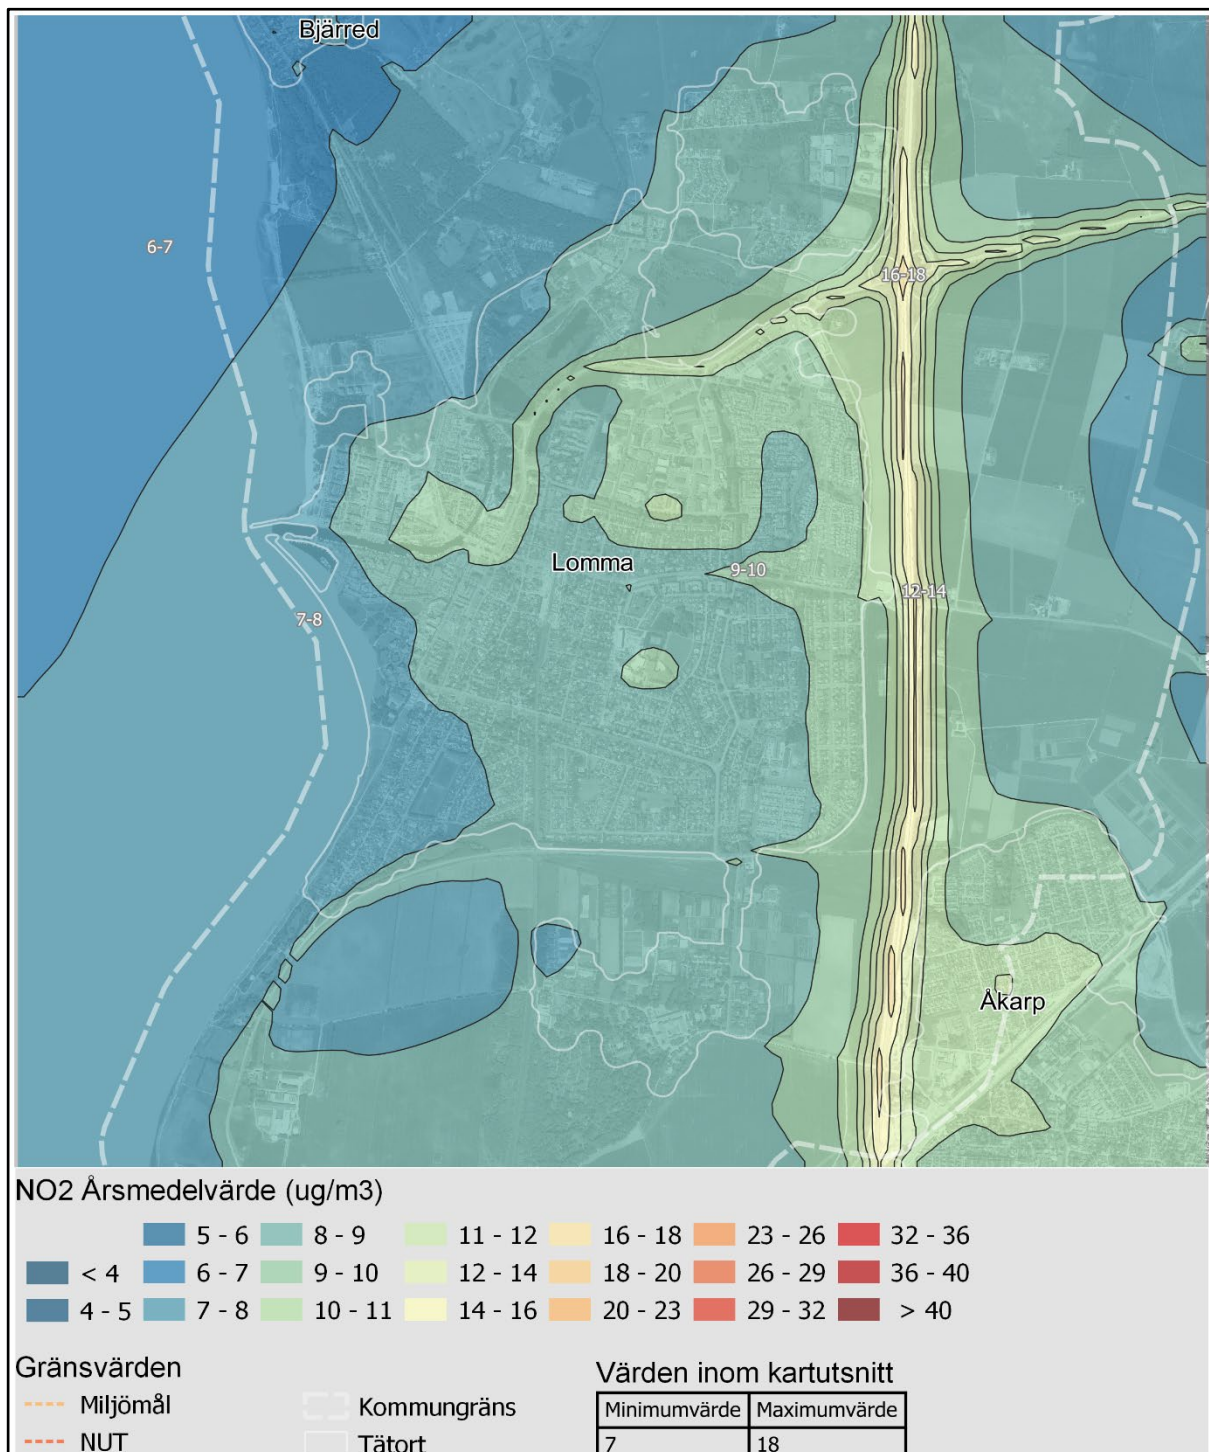 Bjärred
6-7
16-18
Lomma
9-10
12-14
7-8
Åkarp
NO2 Årsmedelvärde (ug/m3)
5 - 6
8 - 9
11 - 12
16 - 18
23 - 26
32 - 36
< 4
6 - 7
9 - 10
12 - 14
18 - 20
26 - 29
36 - 40
4 - 5
7 - 8
10 - 11
14 - 16
20 - 23
29 - 32
> 40
Gränsvärden
Miljömål
NUT
Kommungräns
Tätort
Värden inom kartutsnitt
Minimumvärde Maximumvärde
7 18